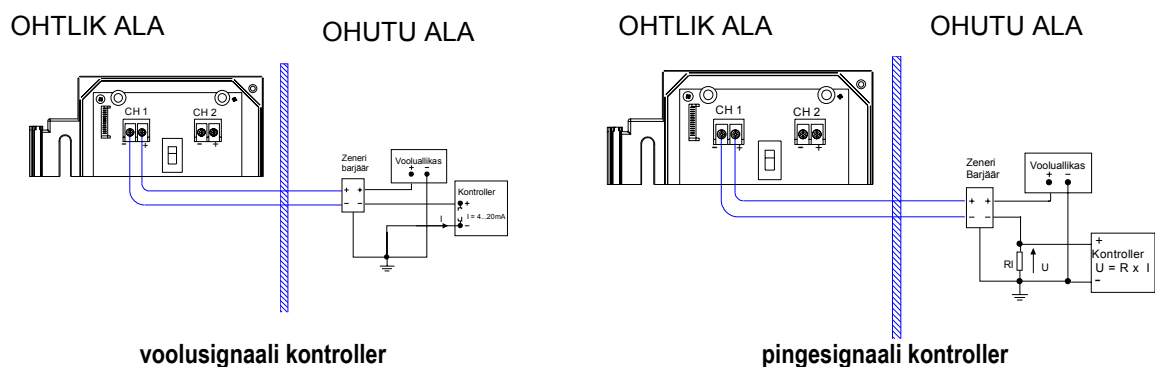 OHTLIK ALA
OHUTU ALA
CH 1
CH 2
- +
- +
Zeneri
barjäär
Vooluallikas
+ -
+ +
- -
Kontroller
+
I = 4...20mA
-
I
voolusignaali kontroller
OHTLIK ALA
OHUTU ALA
CH 1
CH 2
- +
- +
Zeneri
Barjäär
Vooluallikas
+ -
+ +
- -
RI
U
+
Kontroller
U = R x I
-
pingesignaali kontroller